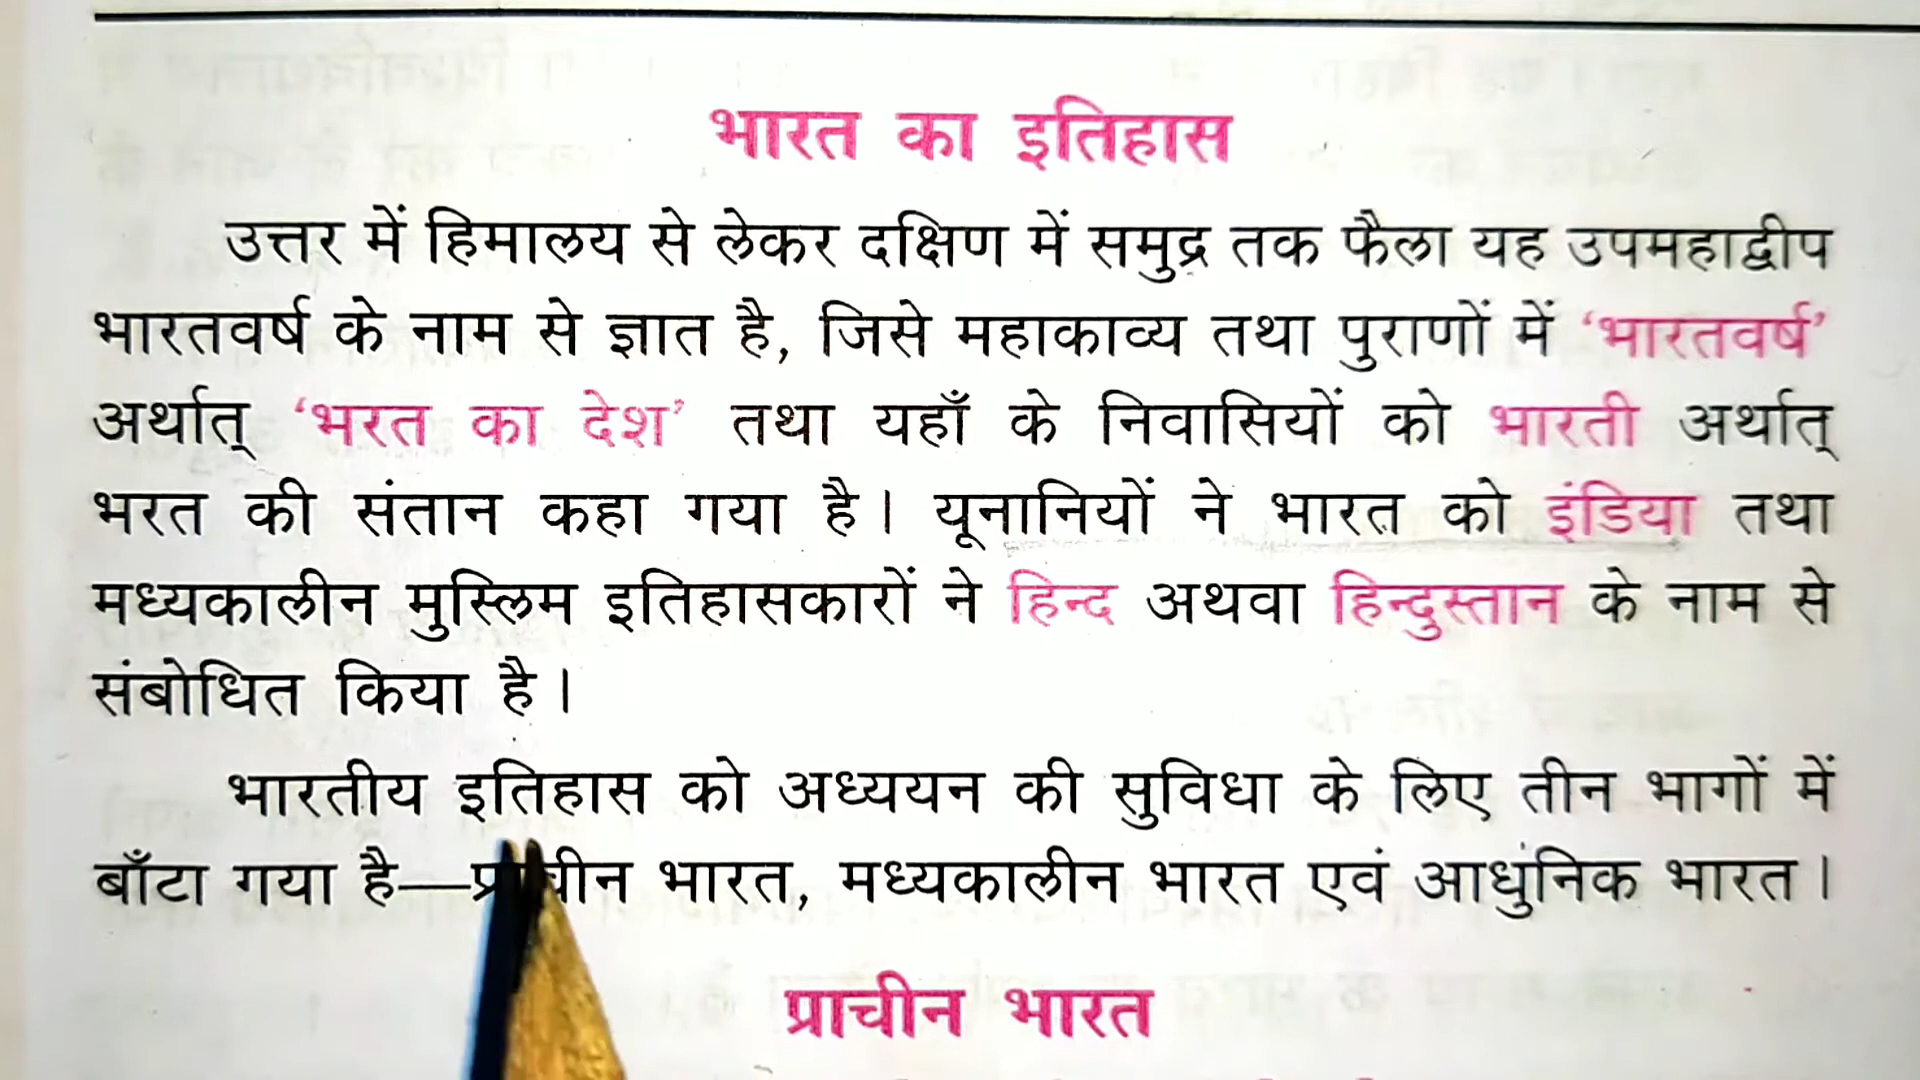 भारत का इतिहास
उत्तर में हिमालय से लेकर दक्षिण में समुद्र तक फैला यह उपमहाद्वीप
भारतवर्ष के नाम से ज्ञात है, जिसे महाकाव्य तथा पुराणों में ‘भारतवर्ष’
अर्थात् ‘भरत का देश’ तथा यहाँ के निवासियों को भारती अर्थात्
भरत की संतान कहा गया है। यूनानियों ने भारत को इंडिया तथा
मध्यकालीन मुस्लिम इतिहासकारों ने हिन्द अथवा हिन्दुस्तान के नाम से
संबोधित किया है।
भारतीय इतिहास को अध्ययन की सुविधा के लिए तीन भागों में
बाँटा गया है—प्राचीन भारत, मध्यकालीन भारत एवं आधुनिक भारत।
प्राचीन भारत